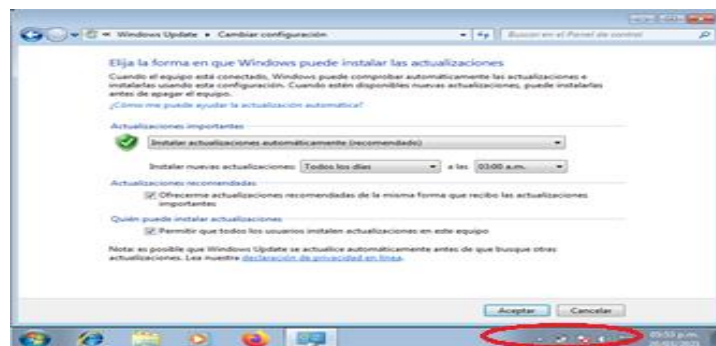 Windows Update ▸ Cambiar configuración
Buscar en el Panel de control
Elija la forma en que Windows puede instalar las actualizaciones
Cuando el equipo está conectado, Windows puede comprobar automáticamente las actualizaciones e
instalarlas usando esta configuración. Cuando estén disponibles nuevas actualizaciones, puede instalarlas
antes de apagar el equipo.
¿Cómo me puede ayudar la actualización automática?
Actualizaciones importantes
Instalar actualizaciones automáticamente (recomendado)
Instalar nuevas actualizaciones: Todos los días a las 03:00 a.m.
Actualizaciones recomendadas
Ofrecerme actualizaciones recomendadas de la misma forma que recibo las actualizaciones
importantes
Quién puede instalar actualizaciones
Permitir que todos los usuarios instalen actualizaciones en este equipo
Nota: es posible que Windows Update se actualice automáticamente antes de que busque otras
actualizaciones. Lea nuestra declaración de privacidad en línea.
Aceptar Cancelar